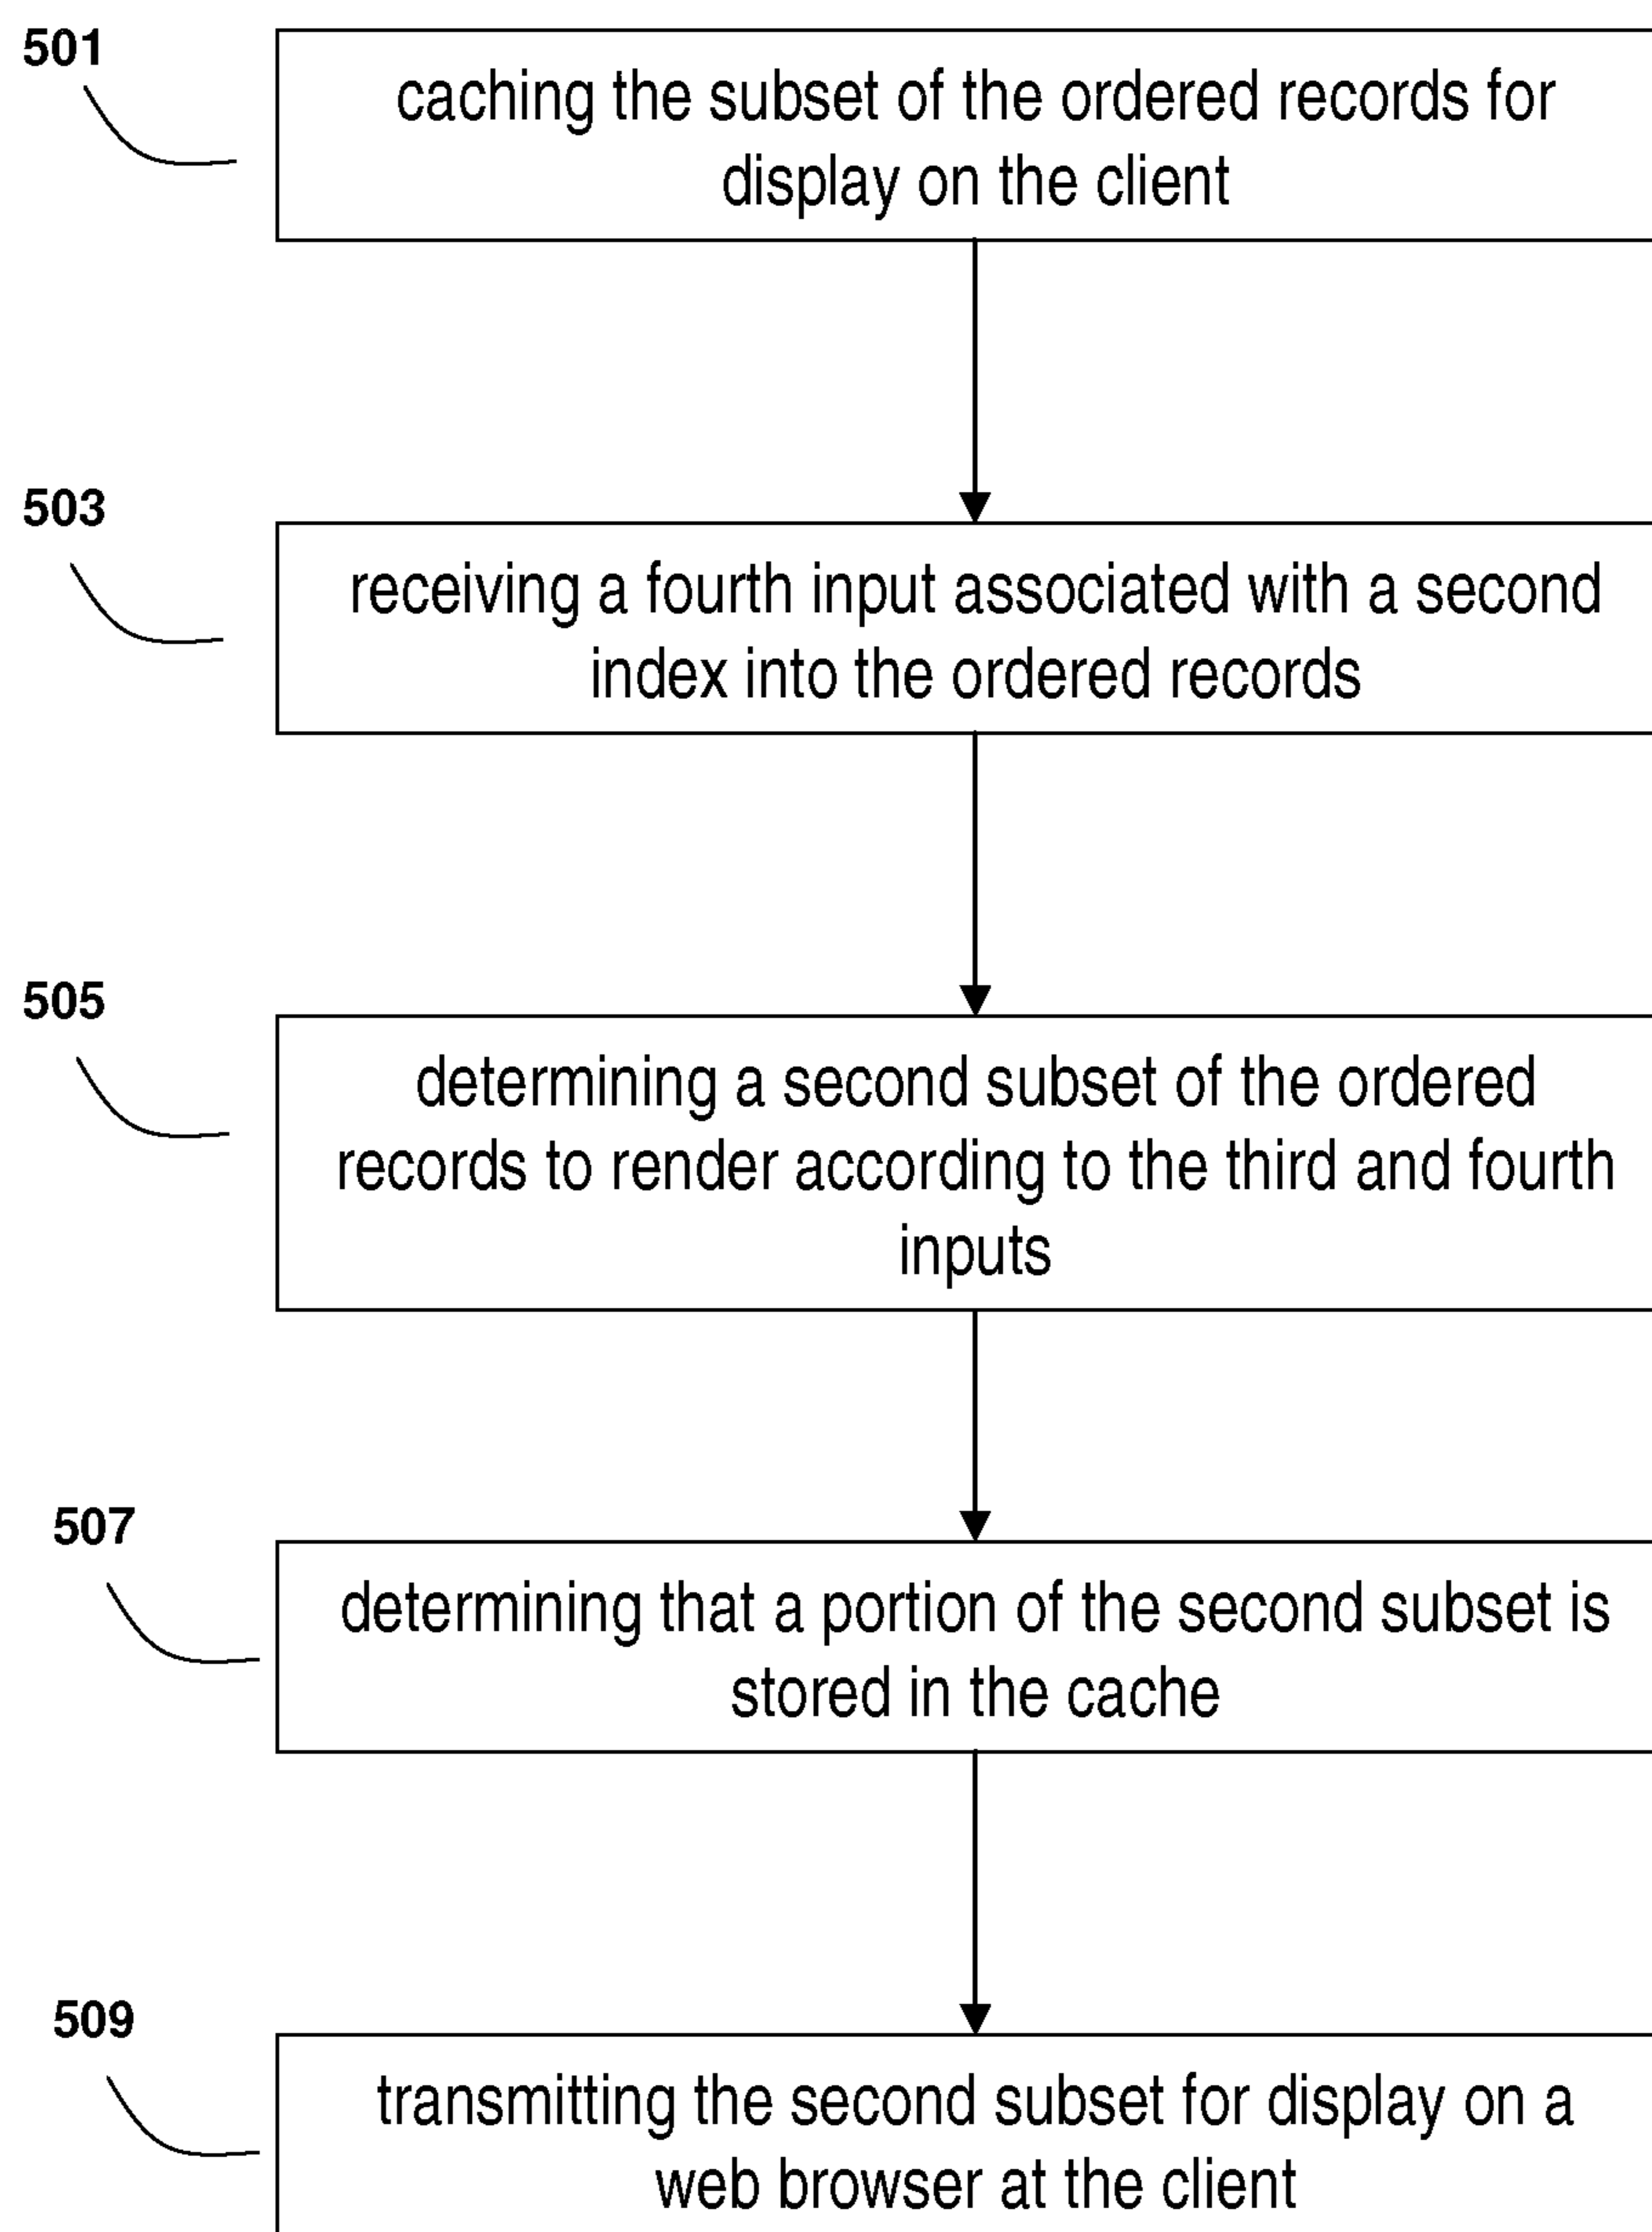 501
caching the subset of the ordered records for
display on the client
503
receiving a fourth input associated with a second
index into the ordered records
505
determining a second subset of the ordered
records to render according to the third and fourth
inputs
507
determining that a portion of the second subset is
stored in the cache
509
transmitting the second subset for display on a
web browser at the client